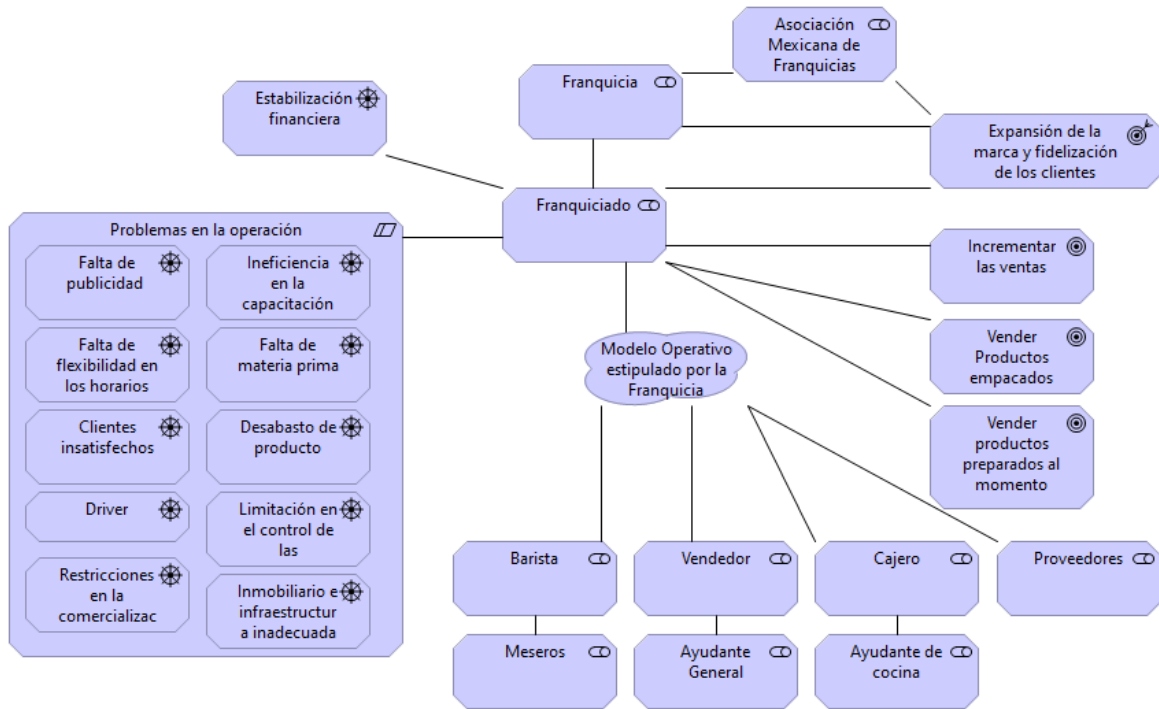 Asociación
Mexicana de
Franquicias
Franquicia
Estabilización
financiera
Expansión de la
marca y fidelización
de los clientes
Franquiciado
Problemas en la operación
Falta de
publicidad
Ineficiencia
en la
capacitación
Falta de
flexibilidad en
los horarios
Falta de
materia prima
Clientes
insatisfechos
Desabasto de
producto
Driver
Limitación en
el control de
las
Restricciones
en la
comercializac
Inmobiliario e
infraestructur
a inadecuada
Incrementar
las ventas
Vender
Productos
empacados
Vender
productos
preparados al
momento
Modelo Operativo
estipulado por la
Franquicia
Barista
Vendedor
Cajero
Proveedores
Meseros
Ayudante
General
Ayudante de
cocina